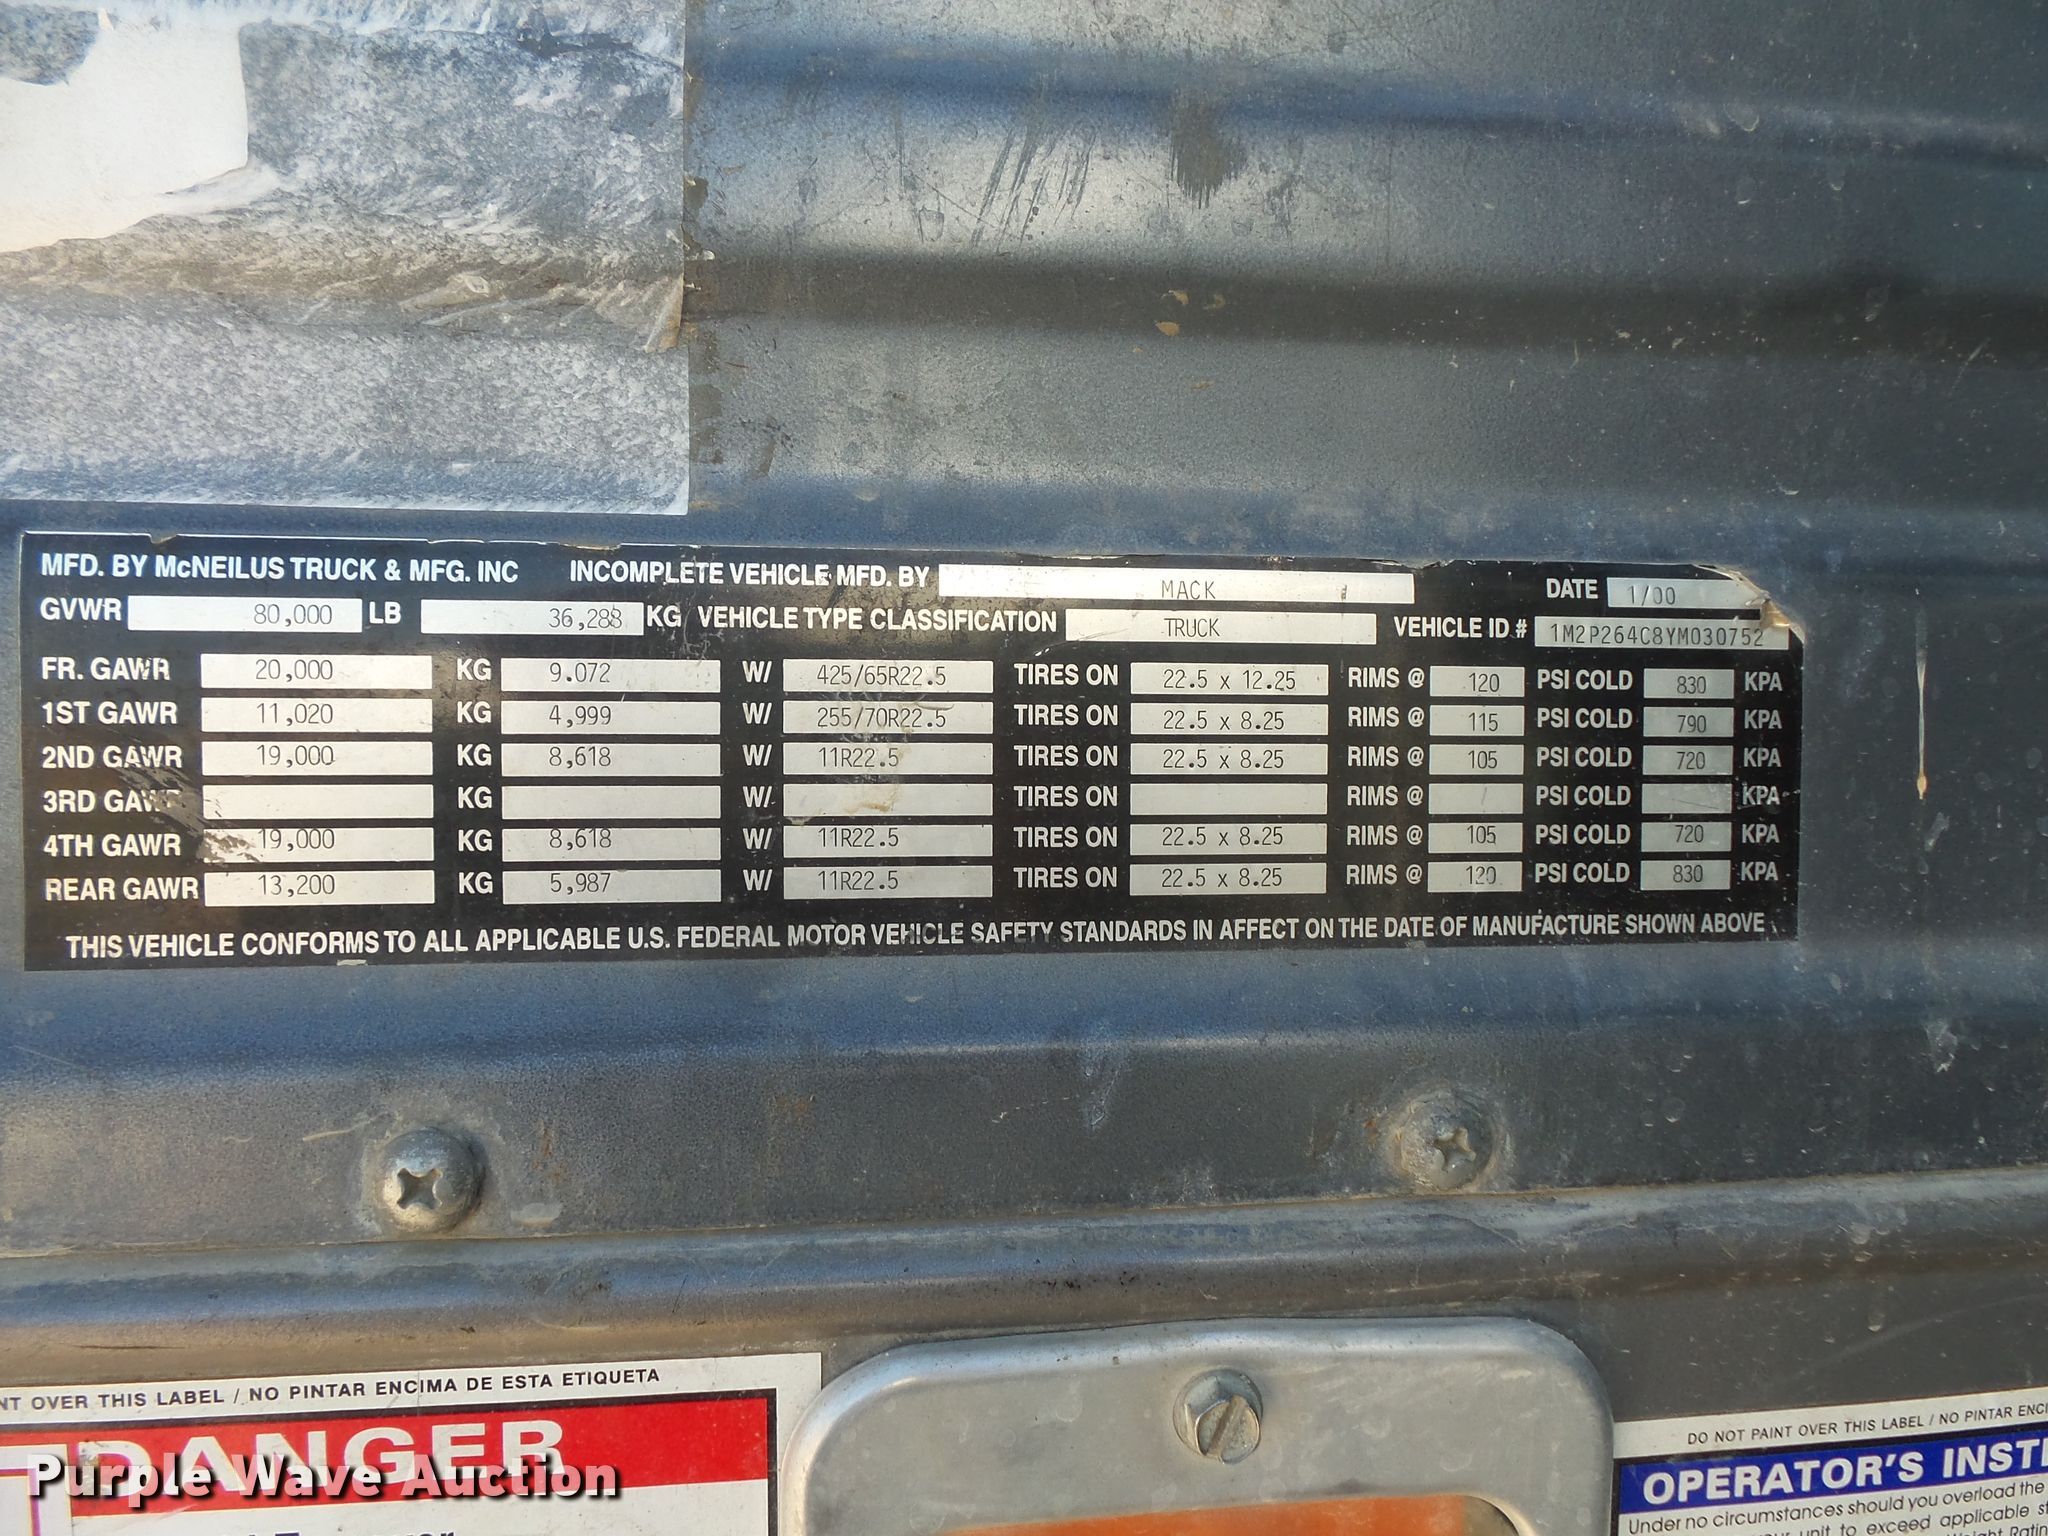 MFD. BY McNEILUS TRUCK & MFG. INC INCOMPLETE VEHICLE MFD. BY MACK DATE 1/00
GVWR 80,000 LB 36,288 KG VEHICLE TYPE CLASSIFICATION TRUCK VEHICLE ID # 1M2P264C8YM030752
FR. GAWR 20,000 KG 9.072 W/ 425/65R22.5 TIRES ON 22.5 x 12.25 RIMS @ 120 PSI COLD 830 KPA
1ST GAWR 11,020 KG 4,999 W/ 255/70R22.5 TIRES ON 22.5 x 8.25 RIMS @ 115 PSI COLD 790 KPA
2ND GAWR 19,000 KG 8,618 W/ 11R22.5 TIRES ON 22.5 x 8.25 RIMS @ 105 PSI COLD 720 KPA
3RD GAWR KG W/ TIRES ON RIMS @ PSI COLD KPA
4TH GAWR 19,000 KG 8,618 W/ 11R22.5 TIRES ON 22.5 x 8.25 RIMS @ 105 PSI COLD 720 KPA
REAR GAWR 13,200 KG 5,987 W/ 11R22.5 TIRES ON 22.5 x 8.25 RIMS @ 120 PSI COLD 830 KPA
THIS VEHICLE CONFORMS TO ALL APPLICABLE U.S. FEDERAL MOTOR VEHICLE SAFETY STANDARDS IN AFFECT ON THE DATE OF MANUFACTURE SHOWN ABOVE
NT OVER THIS LABEL / NO PINTAR ENCIMA DE ESTA ETIQUETA
DANGER
Purple Wave Auction
DO NOT PAINT OVER THIS LABEL / NO PINTAR ENCI
OPERATOR'S INST
Under no circumstances should you overload the
unit to exceed applicable st